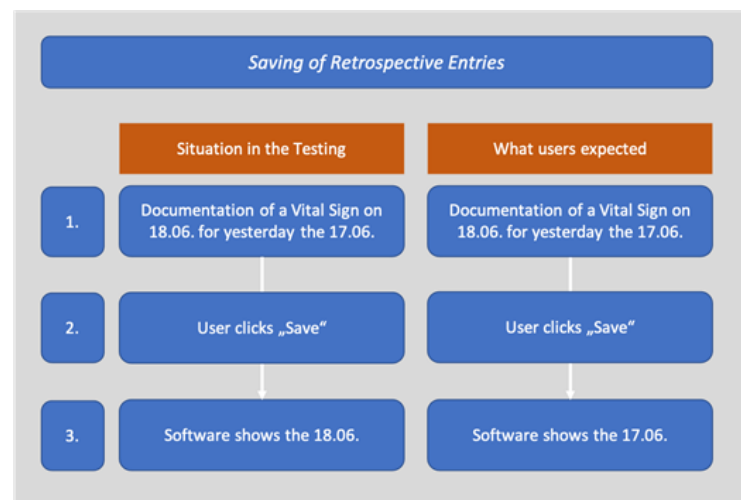 Saving of Retrospective Entries
Situation in the Testing
What users expected
1.
Documentation of a Vital Sign on
18.06. for yesterday the 17.06.
Documentation of a Vital Sign on
18.06. for yesterday the 17.06.
2.
User clicks „Save“
User clicks „Save“
3.
Software shows the 18.06.
Software shows the 17.06.